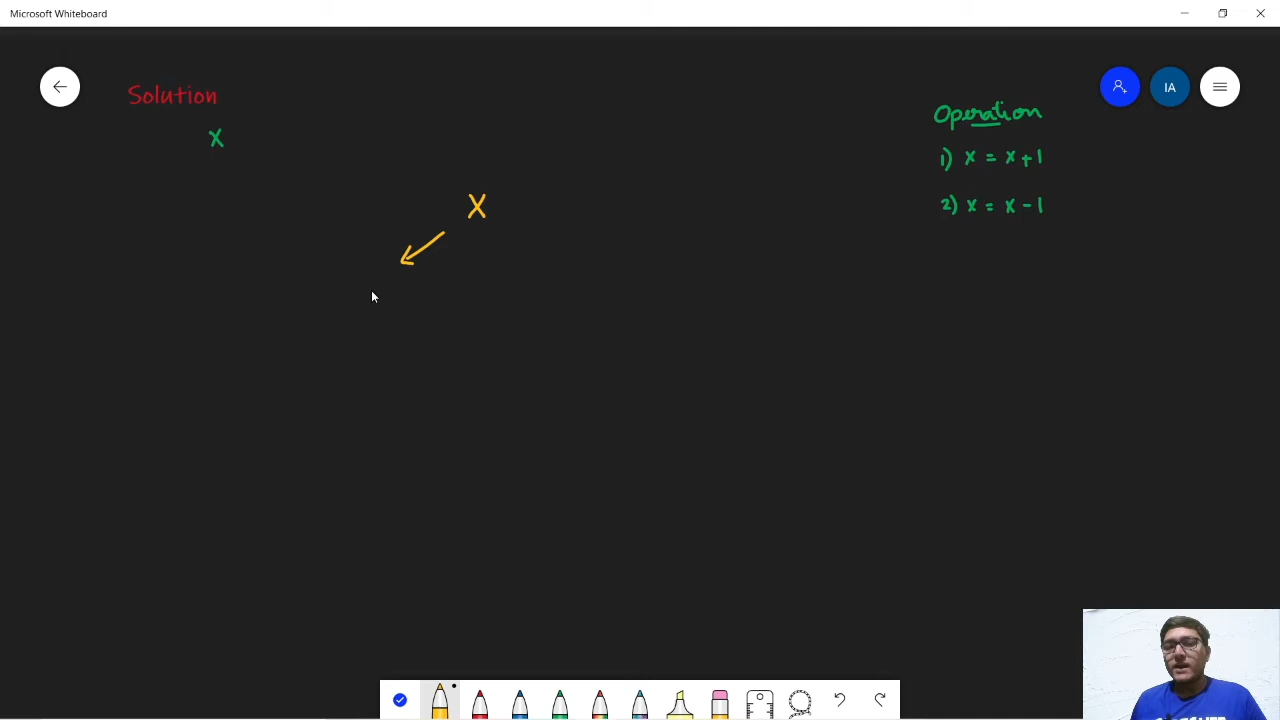 Microsoft Whiteboard
Solution
X
X
Operation
1) x = x + 1
2) x = x - 1
IA